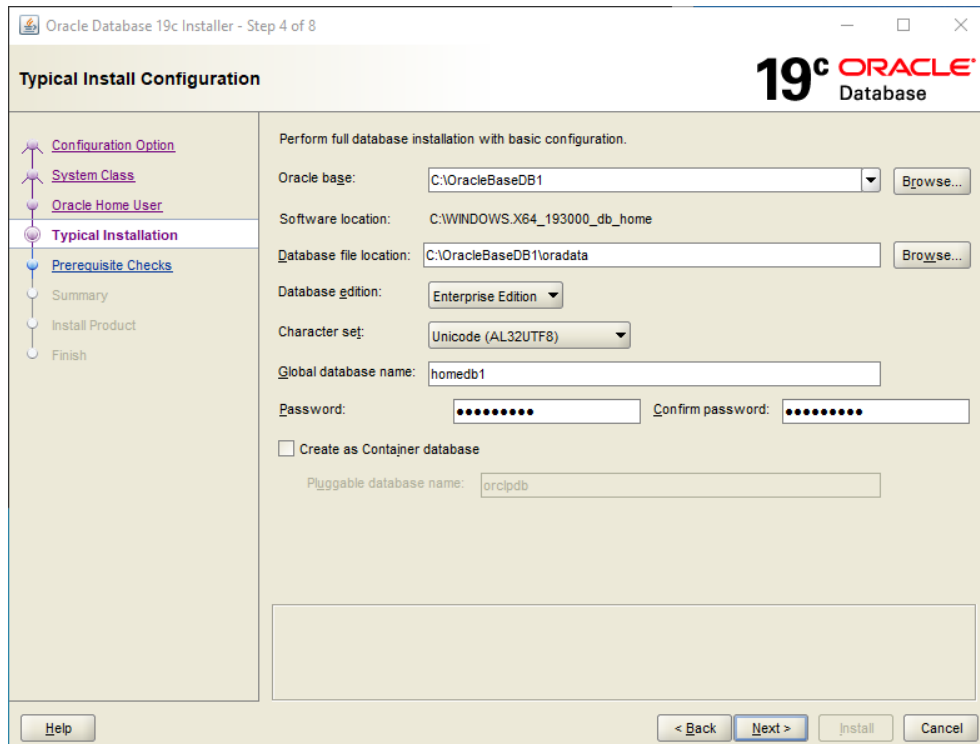 Oracle Database 19c Installer - Step 4 of 8
Typical Install Configuration
19c ORACLE
Database
Configuration Option
System Class
Oracle Home User
Typical Installation
Prerequisite Checks
Summary
Install Product
Finish
Perform full database installation with basic configuration.
Oracle base: C:\OracleBaseDB1 Browse...
Software location: C:\WINDOWS.X64_193000_db_home
Database file location: C:\OracleBaseDB1\oradata Browse...
Database edition: Enterprise Edition
Character set: Unicode (AL32UTF8)
Global database name: homedb1
Password: ●●●●●●●●● Confirm password: ●●●●●●●●●
Create as Container database
Pluggable database name: orclpdb
Help < Back Next > Install Cancel